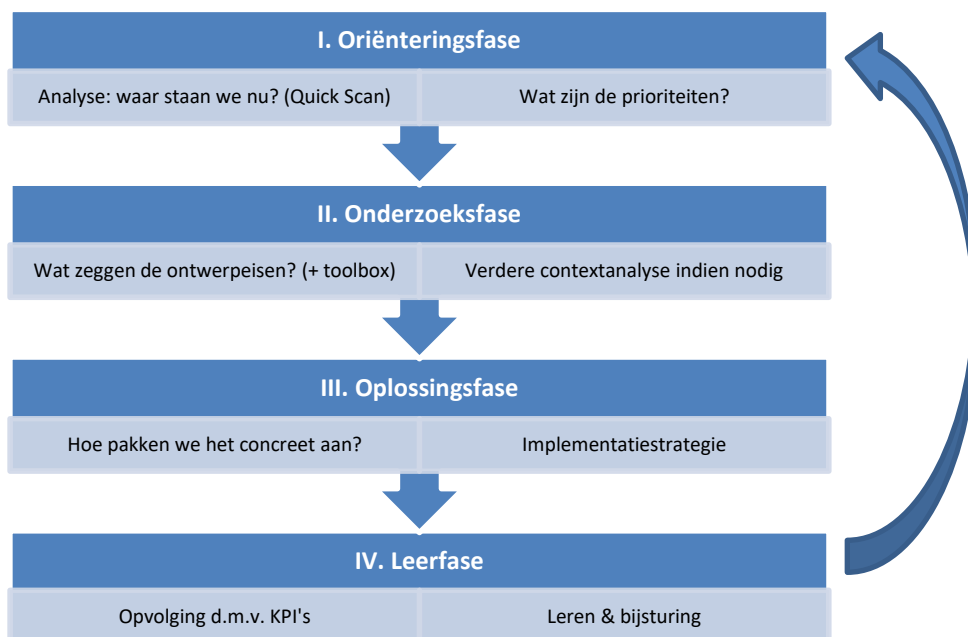 I. Oriënteringsfase
Analyse: waar staan we nu? (Quick Scan)
Wat zijn de prioriteiten?
II. Onderzoeksfase
Wat zeggen de ontwerpeisen? (+ toolbox)
Verdere contextanalyse indien nodig
III. Oplossingsfase
Hoe pakken we het concreet aan?
Implementatiestrategie
IV. Leerfase
Opvolging d.m.v. KPI's
Leren & bijsturing